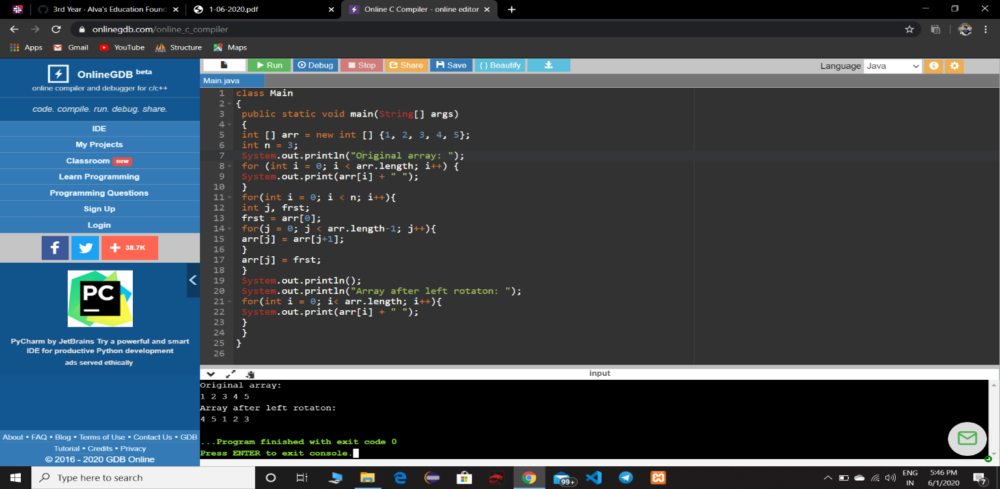 3rd Year · Alva's Education Found
1-06-2020.pdf
Online C Compiler - online editor
onlinegdb.com/online_c_compiler
Apps
Gmail
YouTube
Structure
Maps
OnlineGDB beta
online compiler and debugger for c/c++
code. compile. run. debug. share.
IDE
My Projects
Classroom new
Learn Programming
Programming Questions
Sign Up
Login
38.7K
PC
PyCharm by JetBrains Try a powerful and smart
IDE for productive Python development
ads served ethically
About • FAQ • Blog • Terms of Use • Contact Us • GDB
Tutorial • Credits • Privacy
© 2016 - 2020 GDB Online
Run
Debug
Stop
Share
Save
{ } Beautify
Language Java
Main.java
1 class Main
2 {
3 public static void main(String[] args)
4 {
5 int [] arr = new int [] {1, 2, 3, 4, 5};
6 int n = 3;
7 System.out.println("Original array: ");
8 for (int i = 0; i < arr.length; i++) {
9 System.out.print(arr[i] + " ");
10 }
11 for(int i = 0; i < n; i++){
12 int j, frst;
13 frst = arr[0];
14 for(j = 0; j < arr.length-1; j++){
15 arr[j] = arr[j+1];
16 }
17 arr[j] = frst;
18 }
19 System.out.println();
20 System.out.println("Array after left rotaton: ");
21 for(int i = 0; i< arr.length; i++){
22 System.out.print(arr[i] + " ");
23 }
24 }
25 }
26
input
Original array:
1 2 3 4 5
Array after left rotaton:
4 5 1 2 3
...Program finished with exit code 0
Press ENTER to exit console.
Type here to search
99+
ENG
IN
5:46 PM
6/1/2020
7